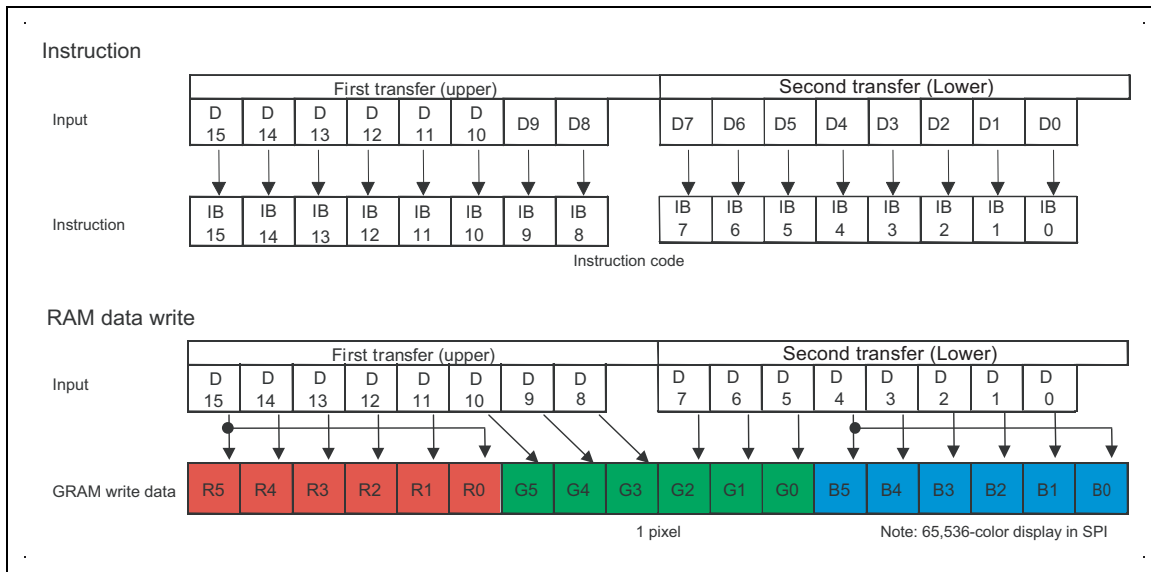 Instruction
First transfer (upper) Second transfer (Lower)
Input D 15 D 14 D 13 D 12 D 11 D 10 D9 D8 D7 D6 D5 D4 D3 D2 D1 D0
Instruction IB 15 IB 14 IB 13 IB 12 IB 11 IB 10 IB 9 IB 8 IB 7 IB 6 IB 5 IB 4 IB 3 IB 2 IB 1 IB 0
Instruction code
RAM data write
First transfer (upper) Second transfer (Lower)
Input D 15 D 14 D 13 D 12 D 11 D 10 D 9 D 8 D 7 D 6 D 5 D 4 D 3 D 2 D 1 D 0
GRAM write data R5 R4 R3 R2 R1 R0 G5 G4 G3 G2 G1 G0 B5 B4 B3 B2 B1 B0
1 pixel Note: 65,536-color display in SPI